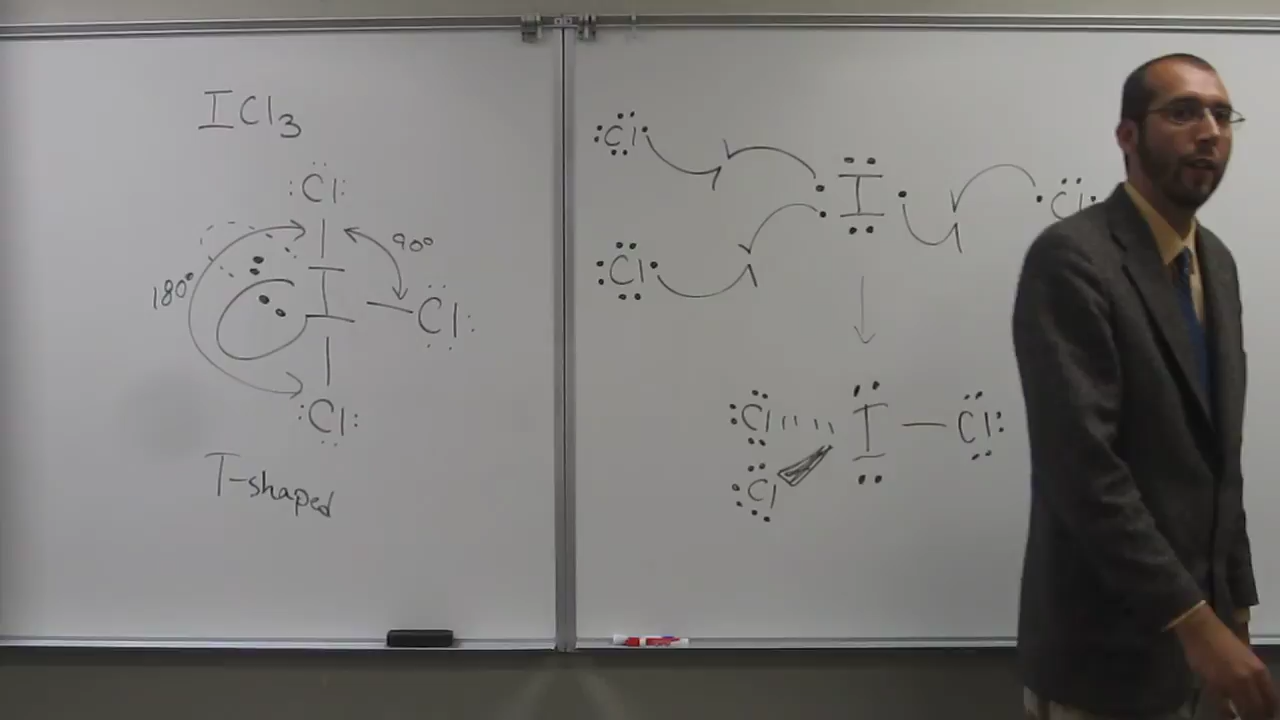 ICl3
:Cl:
90°
180°
I – Cl:
:Cl:
T-shaped
:Cl·
·I·
·Cl·
:Cl·
:Cl I – Cl:
:Cl